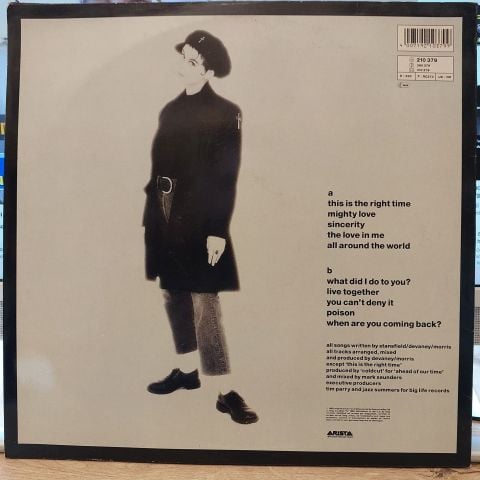 210 379
a
this is the right time
mighty love
sincerity
the love in me
all around the world
b
what did I do to you?
live together
you can't deny it
poison
when are you coming back?
all songs written by stansfield/devaney/morris
all tracks arranged, mixed
and produced by devaney/morris
except 'this is the right time'
produced by 'coldcut' for 'ahead of our time'
and mixed by mark saunders
executive producers
tim parry and jazz summers for big life records
ARISTA